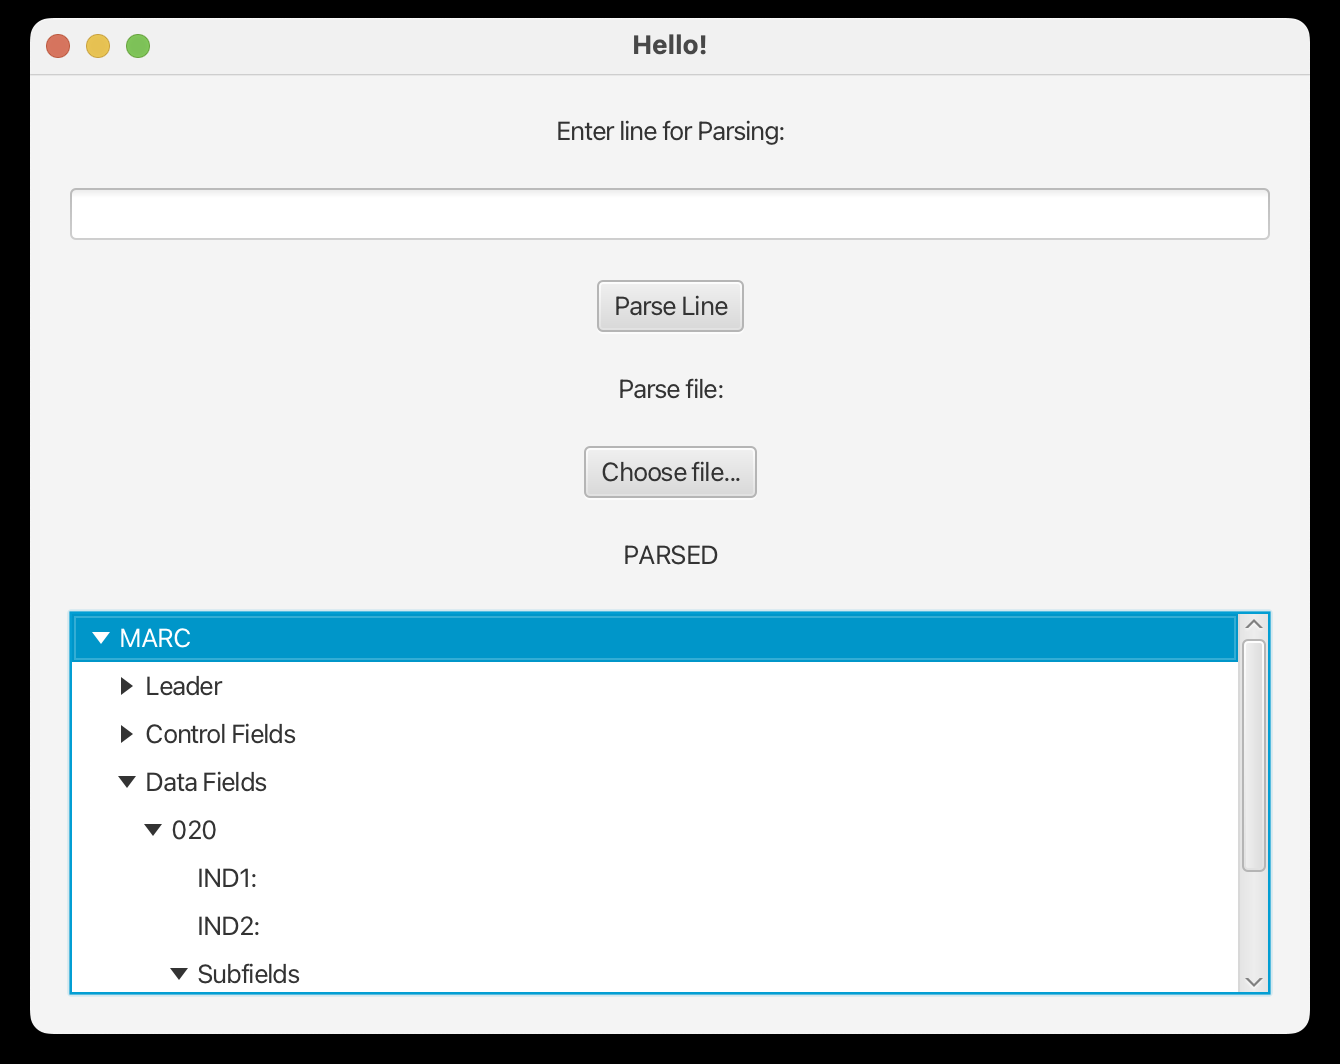 Hello!
Enter line for Parsing:
Parse Line
Parse file:
Choose file...
PARSED
MARC
Leader
Control Fields
Data Fields
020
IND1:
IND2:
Subfields